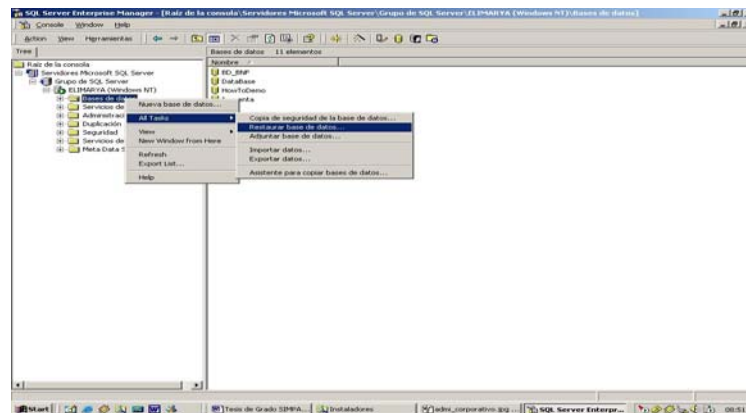 SQL Server Enterprise Manager - [Raíz de la consola\Servidores Microsoft SQL Server\Grupo de SQL Server\ELIMARYA (Windows NT)\Bases de datos]
Console Window Help
Action View Herramientas
Tree
Bases de datos 11 elementos
Raíz de la consola
Servidores Microsoft SQL Server
Grupo de SQL Server
ELIMARYA (Windows NT)
Bases de
Servicios de
Administrac
Duplicación
Seguridad
Servicios de
Meta Data S
Nombre
BD_BNF
DataBase
HowToDemo
Nueva base de datos...
All Tasks
View
New Window from Here
Refresh
Export List...
Help
Copia de seguridad de la base de datos...
Restaurar base de datos...
Adjuntar base de datos...
Importar datos...
Exportar datos...
Asistente para copiar bases de datos...
Start
Tesis de Grado SIMPA...
Instaladores
admi_corporativo.jpg ...
SQL Server Enterpr...
08:51